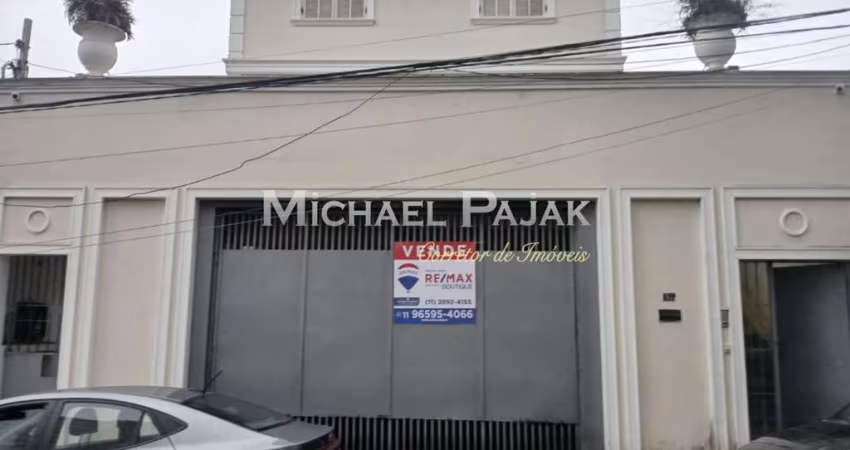 MICHAEL PAJAK
Corretor de Imóveis
VENDE
RE/MAX
BOUTIQUE
11 96595-4066